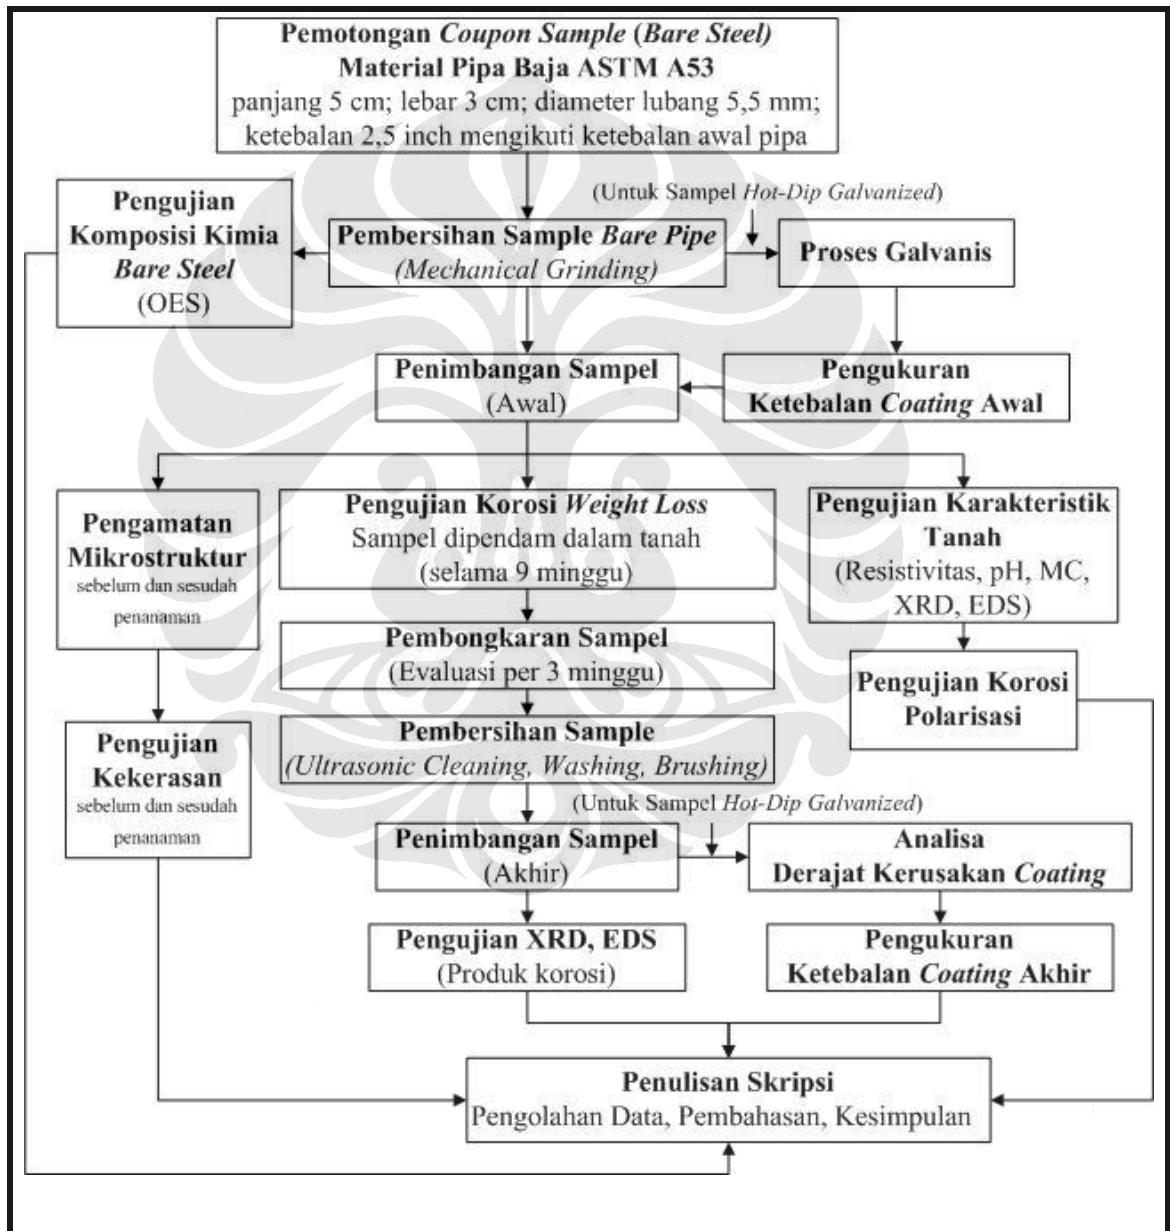 Pemotongan Coupon Sample (Bare Steel)
Material Pipa Baja ASTM A53
panjang 5 cm; lebar 3 cm; diameter lubang 5,5 mm;
ketebalan 2,5 inch mengikuti ketebalan awal pipa
(Untuk Sampel Hot-Dip Galvanized)
Pengujian
Komposisi Kimia
Bare Steel
(OES)
Pembersihan Sample Bare Pipe
(Mechanical Grinding)
Proses Galvanis
Penimbangan Sampel
(Awal)
Pengukuran
Ketebalan Coating Awal
Pengamatan
Mikrostruktur
sebelum dan sesudah
penanaman
Pengujian Korosi Weight Loss
Sampel dipendam dalam tanah
(selama 9 minggu)
Pengujian Karakteristik
Tanah
(Resistivitas, pH, MC,
XRD, EDS)
Pembongkaran Sampel
(Evaluasi per 3 minggu)
Pengujian Korosi
Polarisasi
Pengujian
Kekerasan
sebelum dan sesudah
penanaman
Pembersihan Sample
(Ultrasonic Cleaning, Washing, Brushing)
(Untuk Sampel Hot-Dip Galvanized)
Penimbangan Sampel
(Akhir)
Analisa
Derajat Kerusakan Coating
Pengujian XRD, EDS
(Produk korosi)
Pengukuran
Ketebalan Coating Akhir
Penulisan Skripsi
Pengolahan Data, Pembahasan, Kesimpulan